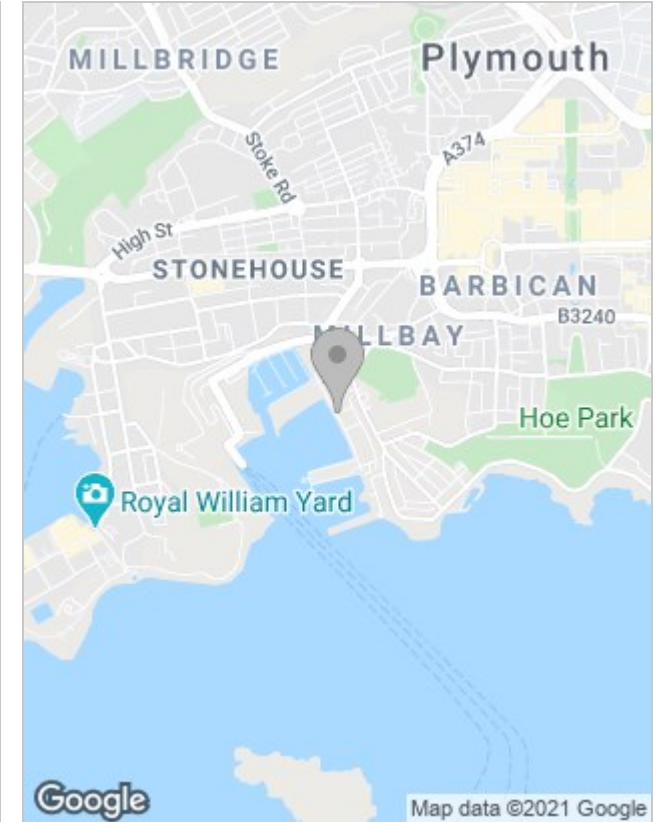 MILLBRIDGE
Plymouth
A374
Stoke Rd
High St
STONEHOUSE
BARBICAN
B3240
MILLBAY
Hoe Park
Royal William Yard
Google
Map data ©2021 Google